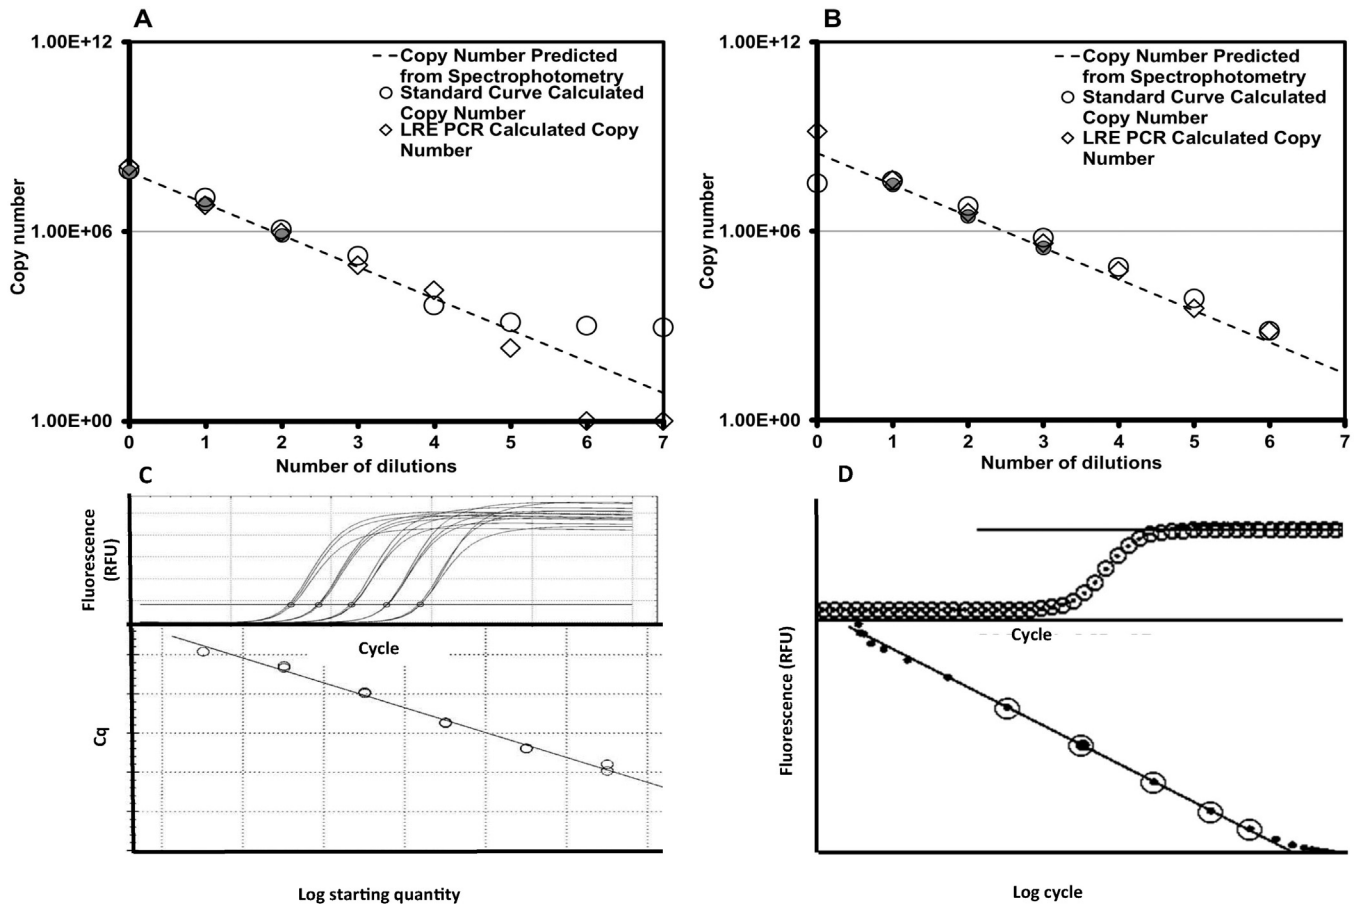 A
1.00E+12
Copy Number Predicted
from Spectrophotometry
Standard Curve Calculated
Copy Number
LRE PCR Calculated Copy
Number
Copy number
1.00E+06
1.00E+00
0 1 2 3 4 5 6 7
Number of dilutions
B
1.00E+12
Copy Number Predicted
from Spectrophotometry
Standard Curve Calculated
Copy Number
LRE PCR Calculated Copy
Number
Copy number
1.00E+06
1.00E+00
0 1 2 3 4 5 6 7
Number of dilutions
C
Fluorescence
(RFU)
Cycle
Cq
Log starting quantity
D
Cycle
Fluorescence (RFU)
Log cycle